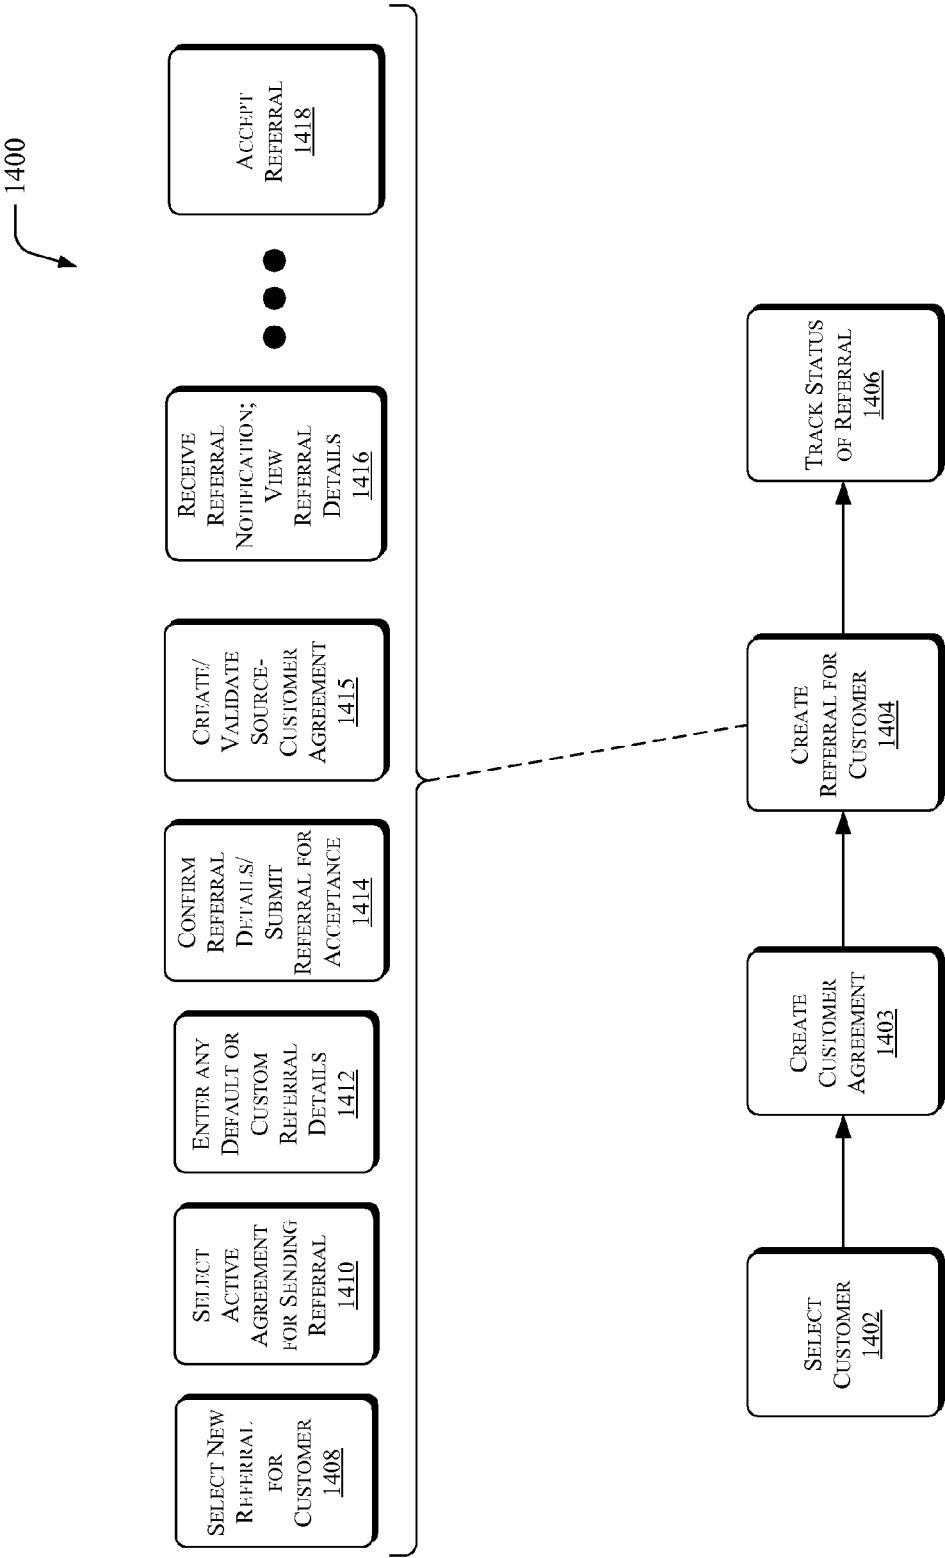 1400
SELECT NEW
REFERRAL
FOR
CUSTOMER
1408
SELECT
ACTIVE
AGREEMENT
FOR SENDING
REFERRAL
1410
ENTER ANY
DEFAULT OR
CUSTOM
REFERRAL
DETAILS
1412
CONFIRM
REFERRAL
DETAILS/
SUBMIT
REFERRAL FOR
ACCEPTANCE
1414
CREATE/
VALIDATE
SOURCE-
CUSTOMER
AGREEMENT
1415
RECEIVE
REFERRAL
NOTIFICATION;
VIEW
REFERRAL
DETAILS
1416
ACCEPT
REFERRAL
1418
SELECT
CUSTOMER
1402
CREATE
CUSTOMER
AGREEMENT
1403
CREATE
REFERRAL FOR
CUSTOMER
1404
TRACK STATUS
OF REFERRAL
1406